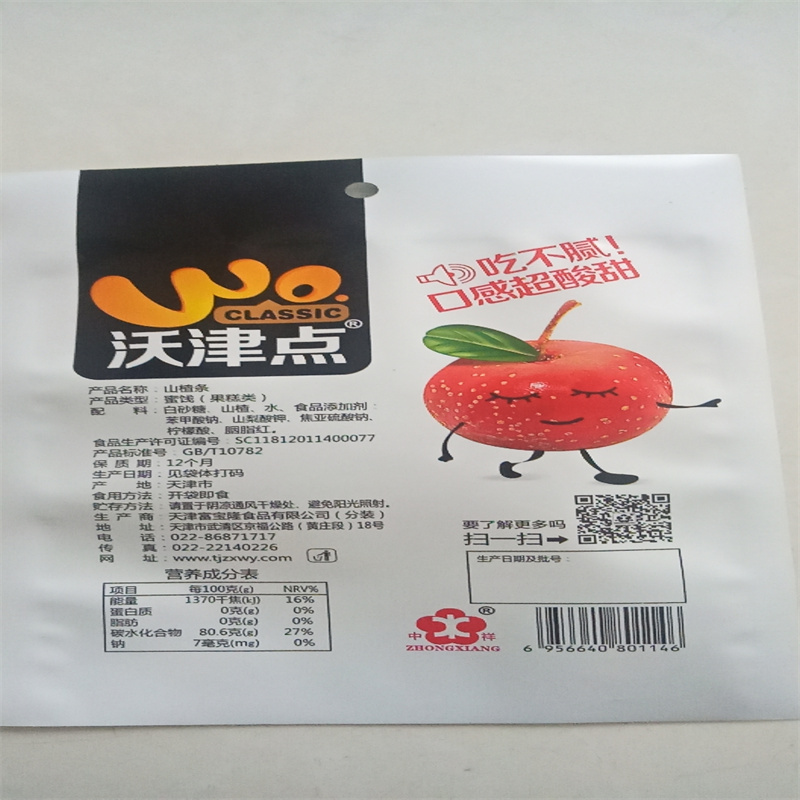 Wo.
CLASSIC
沃津点®
吃不腻!
口感超酸甜
产品名称:山楂条
产品类型:蜜饯(果糕类)
配 料:白砂糖、山楂、水、食品添加剂:
苯甲酸钠、山梨酸钾、焦亚硫酸钠、
柠檬酸、胭脂红。
食品生产许可证编号:SC11812011400077
产品标准号:GB/T10782
保 质 期:12个月
生产日期:见袋体打码
产 地:天津市
食用方法:开袋即食
贮存方法:请置于阴凉通风干燥处、避免阳光照射。
生 产 商:天津富宝隆食品有限公司(分装)
地 址:天津市武清区京福公路(黄庄段)18号
电 话:022-86871717
传 真:022-22140226
网 址:www.tjzxwy.com
营养成分表
项目 每100克(g) NRV%
能量 1370千焦(kJ) 16%
蛋白质 0克(g) 0%
脂肪 0克(g) 0%
碳水化合物 80.6克(g) 27%
钠 7毫克(mg) 0%
要了解更多吗
扫一扫
生产日期及批号:
中 祥 ®
ZHONGXIANG
6 956640 801146